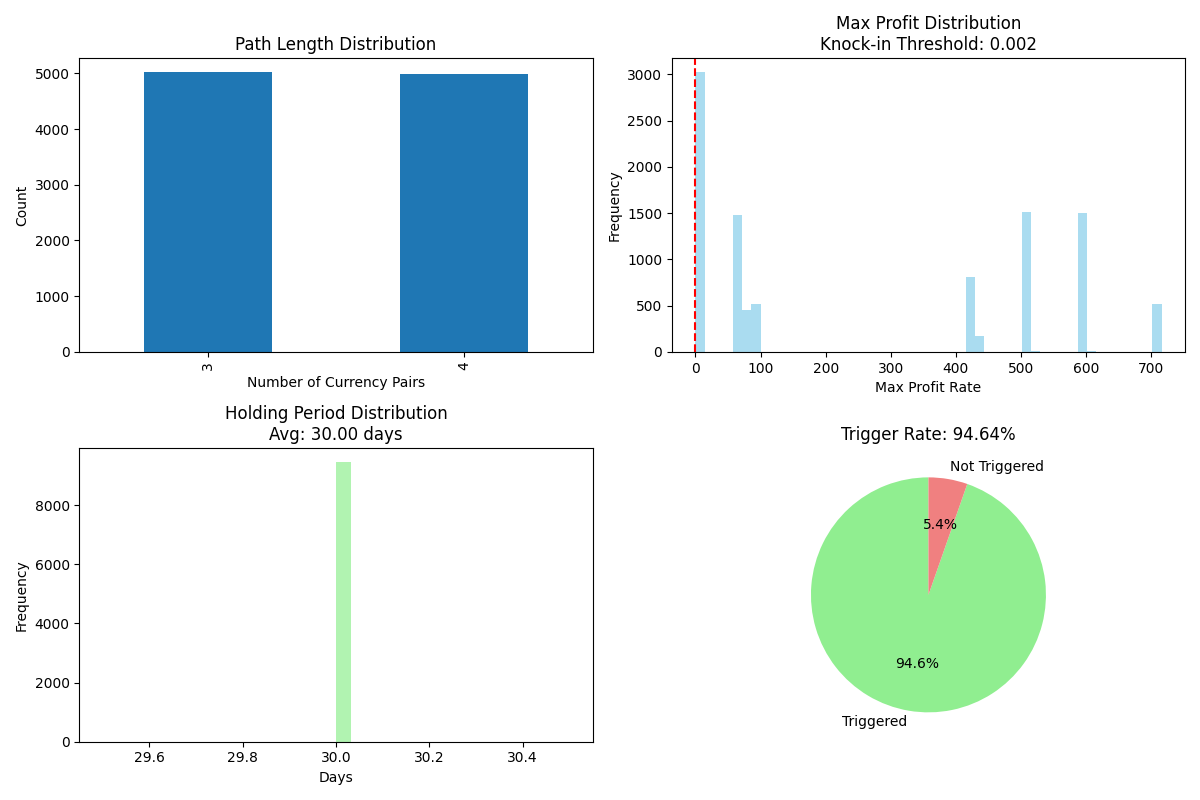 Path Length Distribution
5000
4000
3000
2000
1000
0
Count
3
4
Number of Currency Pairs
Max Profit Distribution
Knock-in Threshold: 0.002
3000
2500
2000
1500
1000
500
0
Frequency
0 100 200 300 400 500 600 700
Max Profit Rate
Holding Period Distribution
Avg: 30.00 days
8000
6000
4000
2000
0
Frequency
29.6 29.8 30.0 30.2 30.4
Days
Trigger Rate: 94.64%
Not Triggered
5.4%
94.6%
Triggered